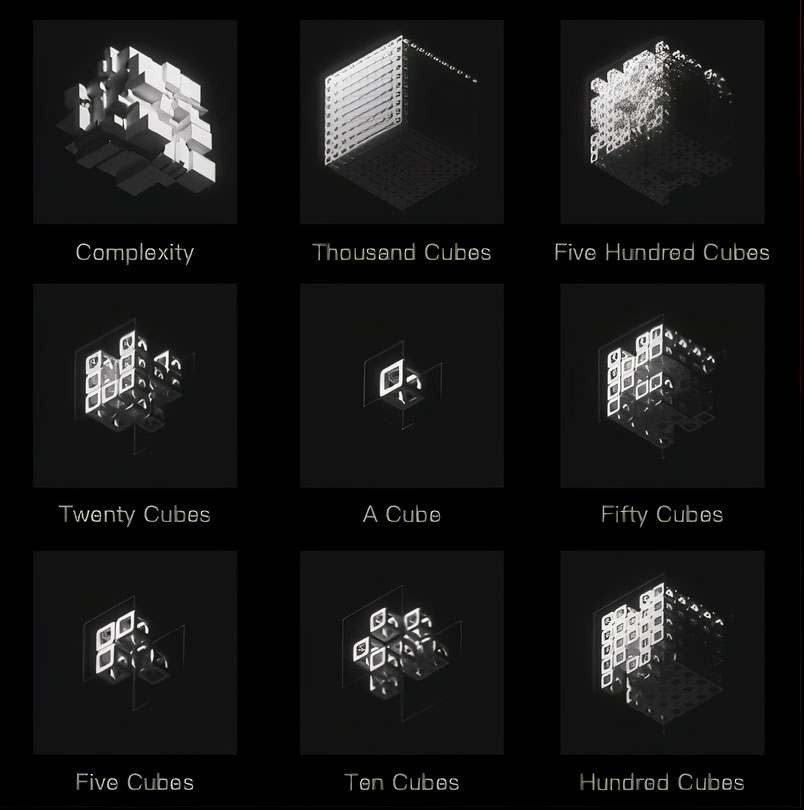 Complexity
Thousand Cubes
Five Hundred Cubes
Twenty Cubes
A Cube
Fifty Cubes
Five Cubes
Ten Cubes
Hundred Cubes